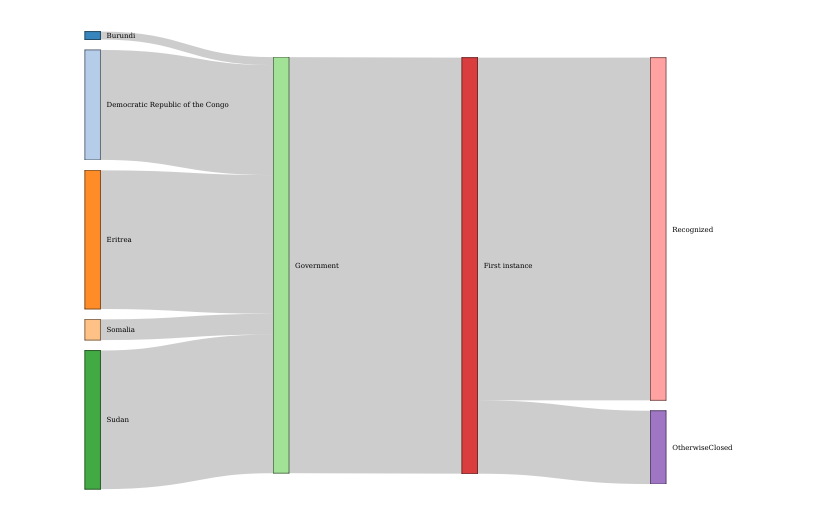 Burundi
Democratic Republic of the Congo
Eritrea
Somalia
Sudan
Government
First instance
Recognized
OtherwiseClosed